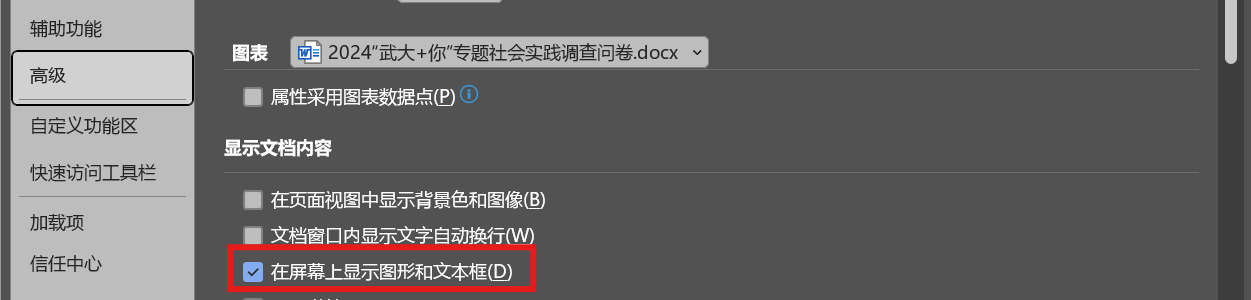 辅助功能
高级
自定义功能区
快速访问工具栏
加载项
信任中心
图表 2024“武大+你”专题社会实践调查问卷.docx
属性采用图表数据点(P)
显示文档内容
在页面视图中显示背景色和图像(B)
文档窗口内显示文字自动换行(W)
在屏幕上显示图形和文本框(D)